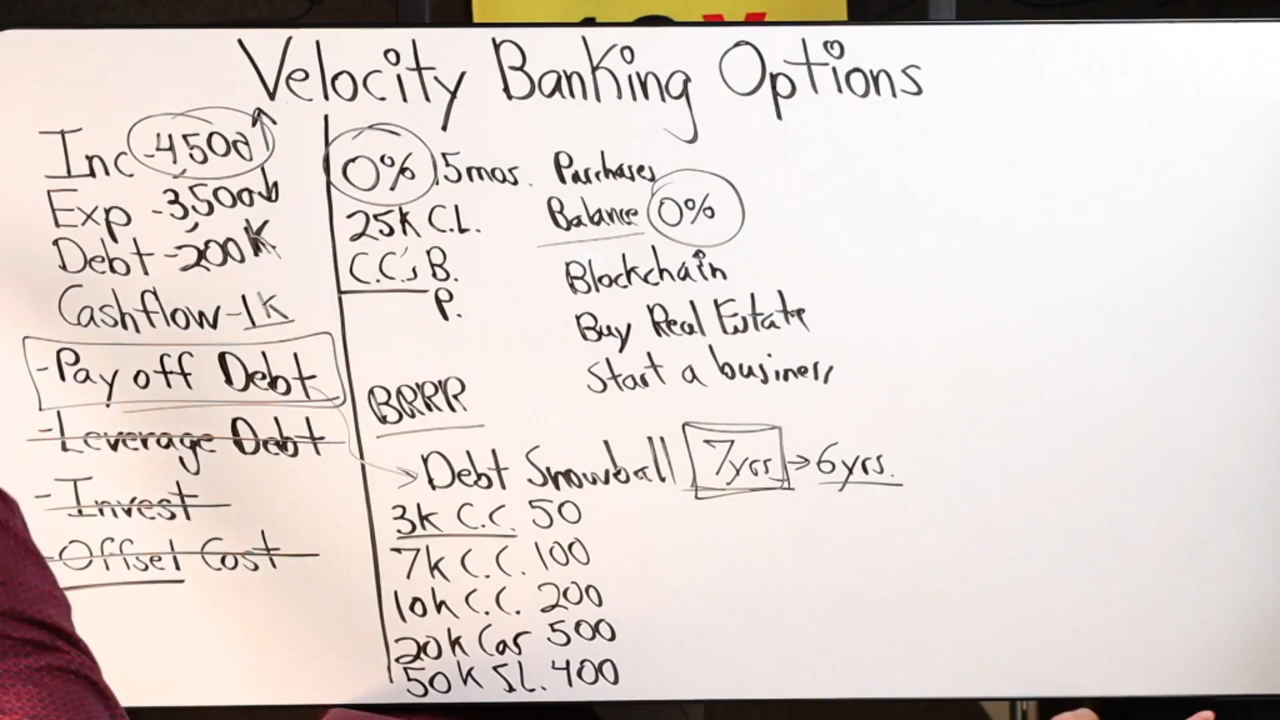 Velocity Banking Options
Inc - 4500 ↑
Exp - 3,500 ↓
Debt - 200K
Cashflow - 1K
- Pay off Debt
- Leverage Debt
- Invest
- Offset Cost
0% 15mos.
25K C.L.
C.C.'s B.
P.
Purchases
Balance 0%
Blockchain
Buy Real Estate
Start a business
BRRR
Debt Snowball 7yrs → 6yrs.
3k C.C. 50
7k C.C. 100
10k C.C. 200
20k Car 500
50K SL. 400